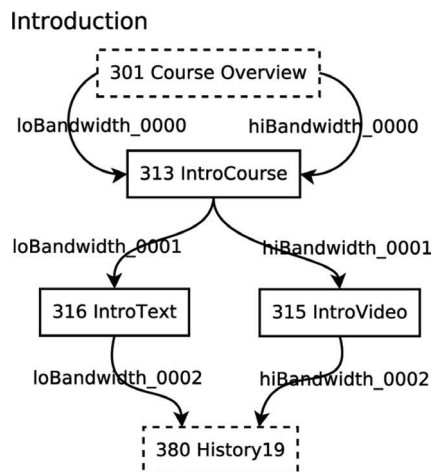 Introduction
301 Course Overview
loBandwidth_0000
hiBandwidth_0000
313 IntroCourse
loBandwidth_0001
hiBandwidth_0001
316 IntroText
315 IntroVideo
loBandwidth_0002
hiBandwidth_0002
380 History19